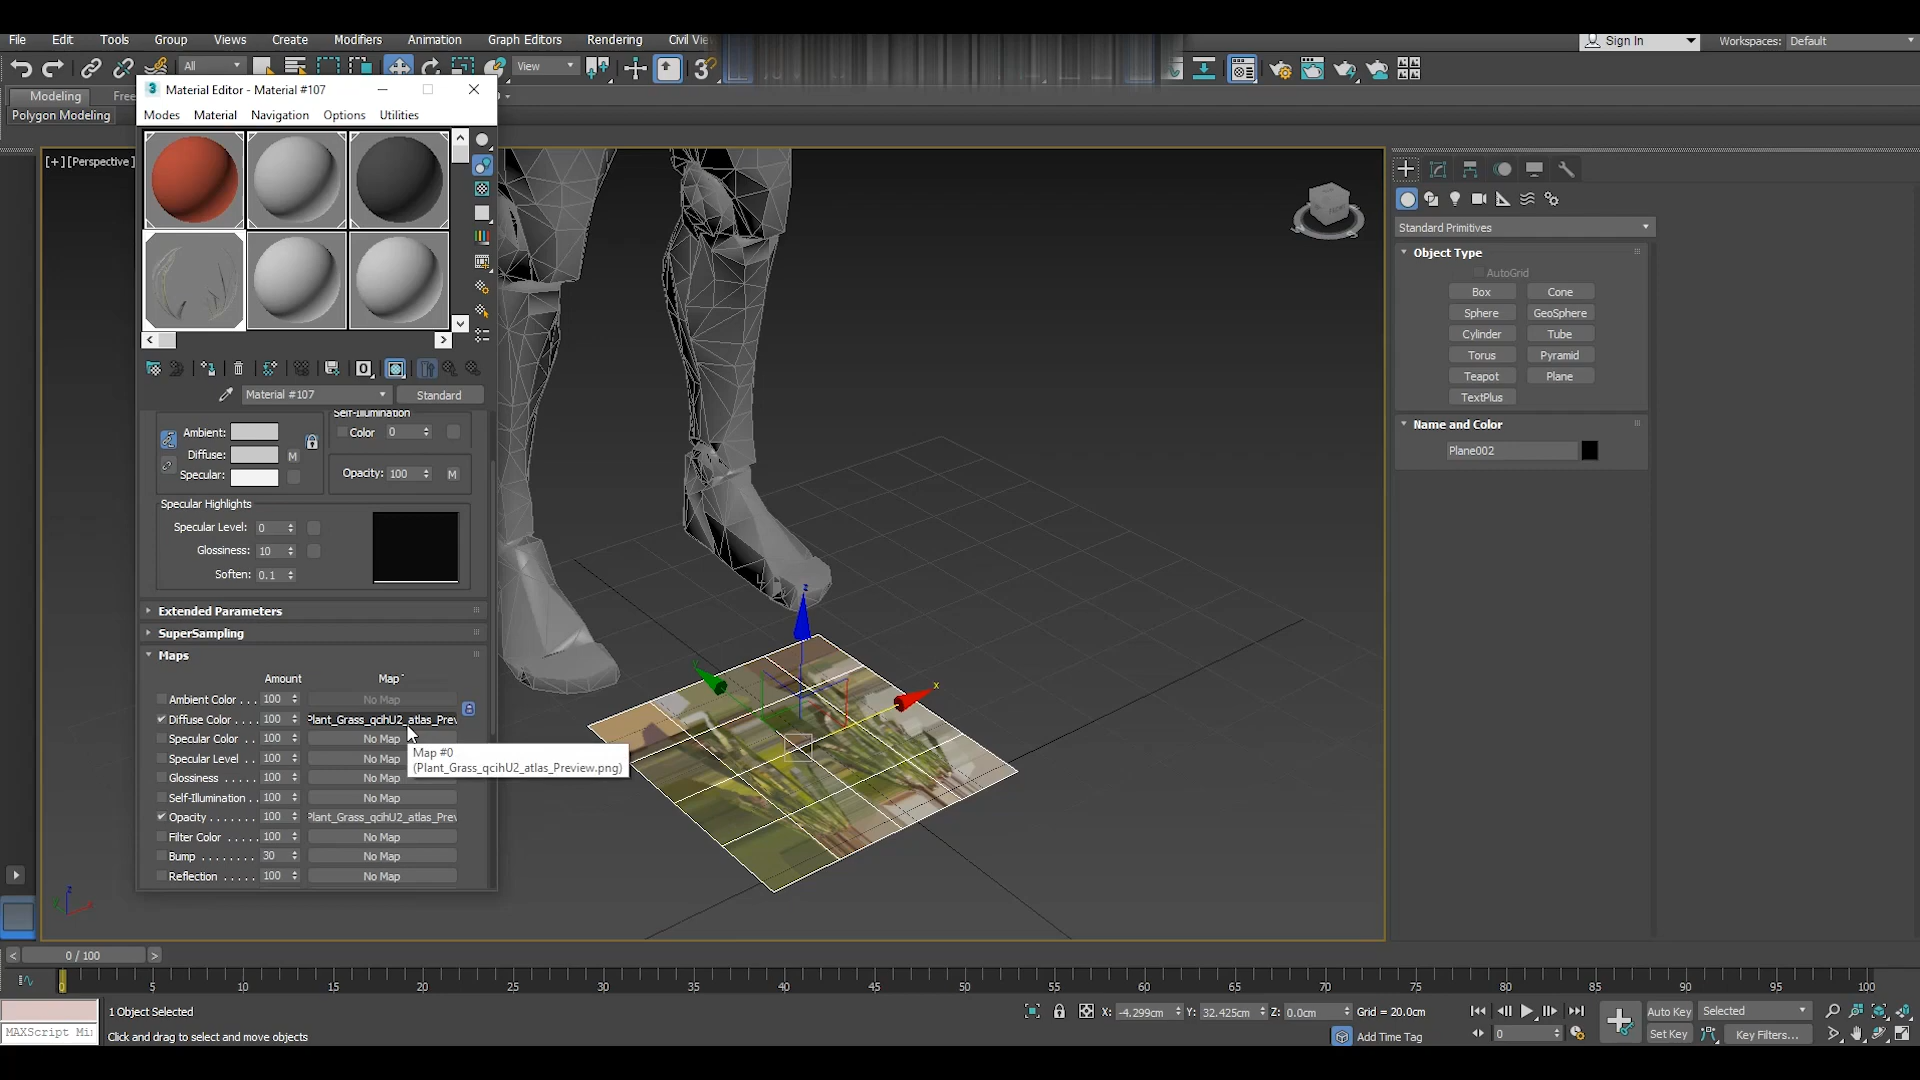 File Edit Tools Group Views Create Modifiers Animation Graph Editors Rendering Civil Vie
Sign In Workspaces: Default
All View
Modeling Free
Polygon Modeling
3 Material Editor - Material #107
Modes Material Navigation Options Utilities
[+] [Perspective]
Material #107 Standard
Self-Illumination
Ambient: Color 0
Diffuse: M
Specular: Opacity: 100 M
Specular Highlights
Specular Level: 0
Glossiness: 10
Soften: 0.1
Extended Parameters
SuperSampling
Maps
Amount Map
Ambient Color . . . 100 No Map
Diffuse Color . . . . 100 Plant_Grass_qcihU2_atlas_Prev
Specular Color . . 100 No Map
Specular Level . . 100 No Map
Glossiness . . . . . 100 No Map
Self-Illumination . . 100 No Map
Opacity . . . . . . . 100 Plant_Grass_qcihU2_atlas_Prev
Filter Color . . . . . 100 No Map
Bump . . . . . . . . 30 No Map
Reflection . . . . . 100 No Map
Map #0
(Plant_Grass_qcihU2_atlas_Preview.png)
z
y
x
Standard Primitives
Object Type
AutoGrid
Box Cone
Sphere GeoSphere
Cylinder Tube
Torus Pyramid
Teapot Plane
TextPlus
Name and Color
Plane002
< 0 / 100 >
0 5 10 15 20 25 30 35 40 45 50 55 60 65 70 75 80 85 90 95 100
1 Object Selected X: -4.299cm Y: 32.425cm Z: 0.0cm Grid = 20.0cm Auto Key Selected
MAXScript Mi: Click and drag to select and move objects Add Time Tag 0 Set Key Key Filters...